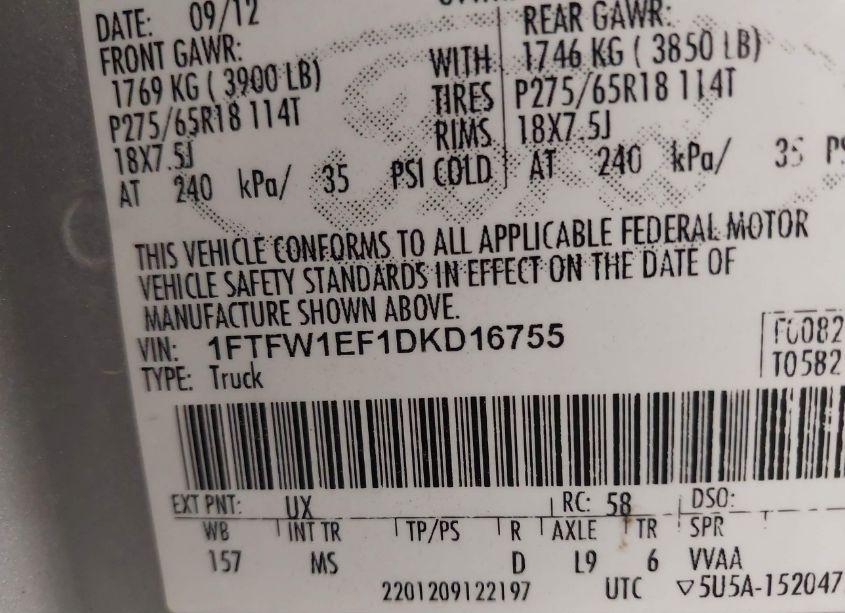 DATE: 09/12
FRONT GAWR: REAR GAWR:
1769 KG ( 3900 LB) WITH 1746 KG ( 3850 LB)
P275/65R18 114T TIRES P275/65R18 114T
18X7.5J RIMS 18X7.5J
AT 240 kPa/ 35 PSI COLD AT 240 kPa/ 35 PS
THIS VEHICLE CONFORMS TO ALL APPLICABLE FEDERAL MOTOR
VEHICLE SAFETY STANDARDS IN EFFECT ON THE DATE OF
MANUFACTURE SHOWN ABOVE.
VIN: 1FTFW1EF1DKD16755 F0082
TYPE: Truck T0582
EXT PNT: UX RC: 58 DSO:
WB INT TR TP/PS R AXLE TR SPR
157 MS D L9 6 VVAA
2201209122197 UTC ▽5U5A-152047